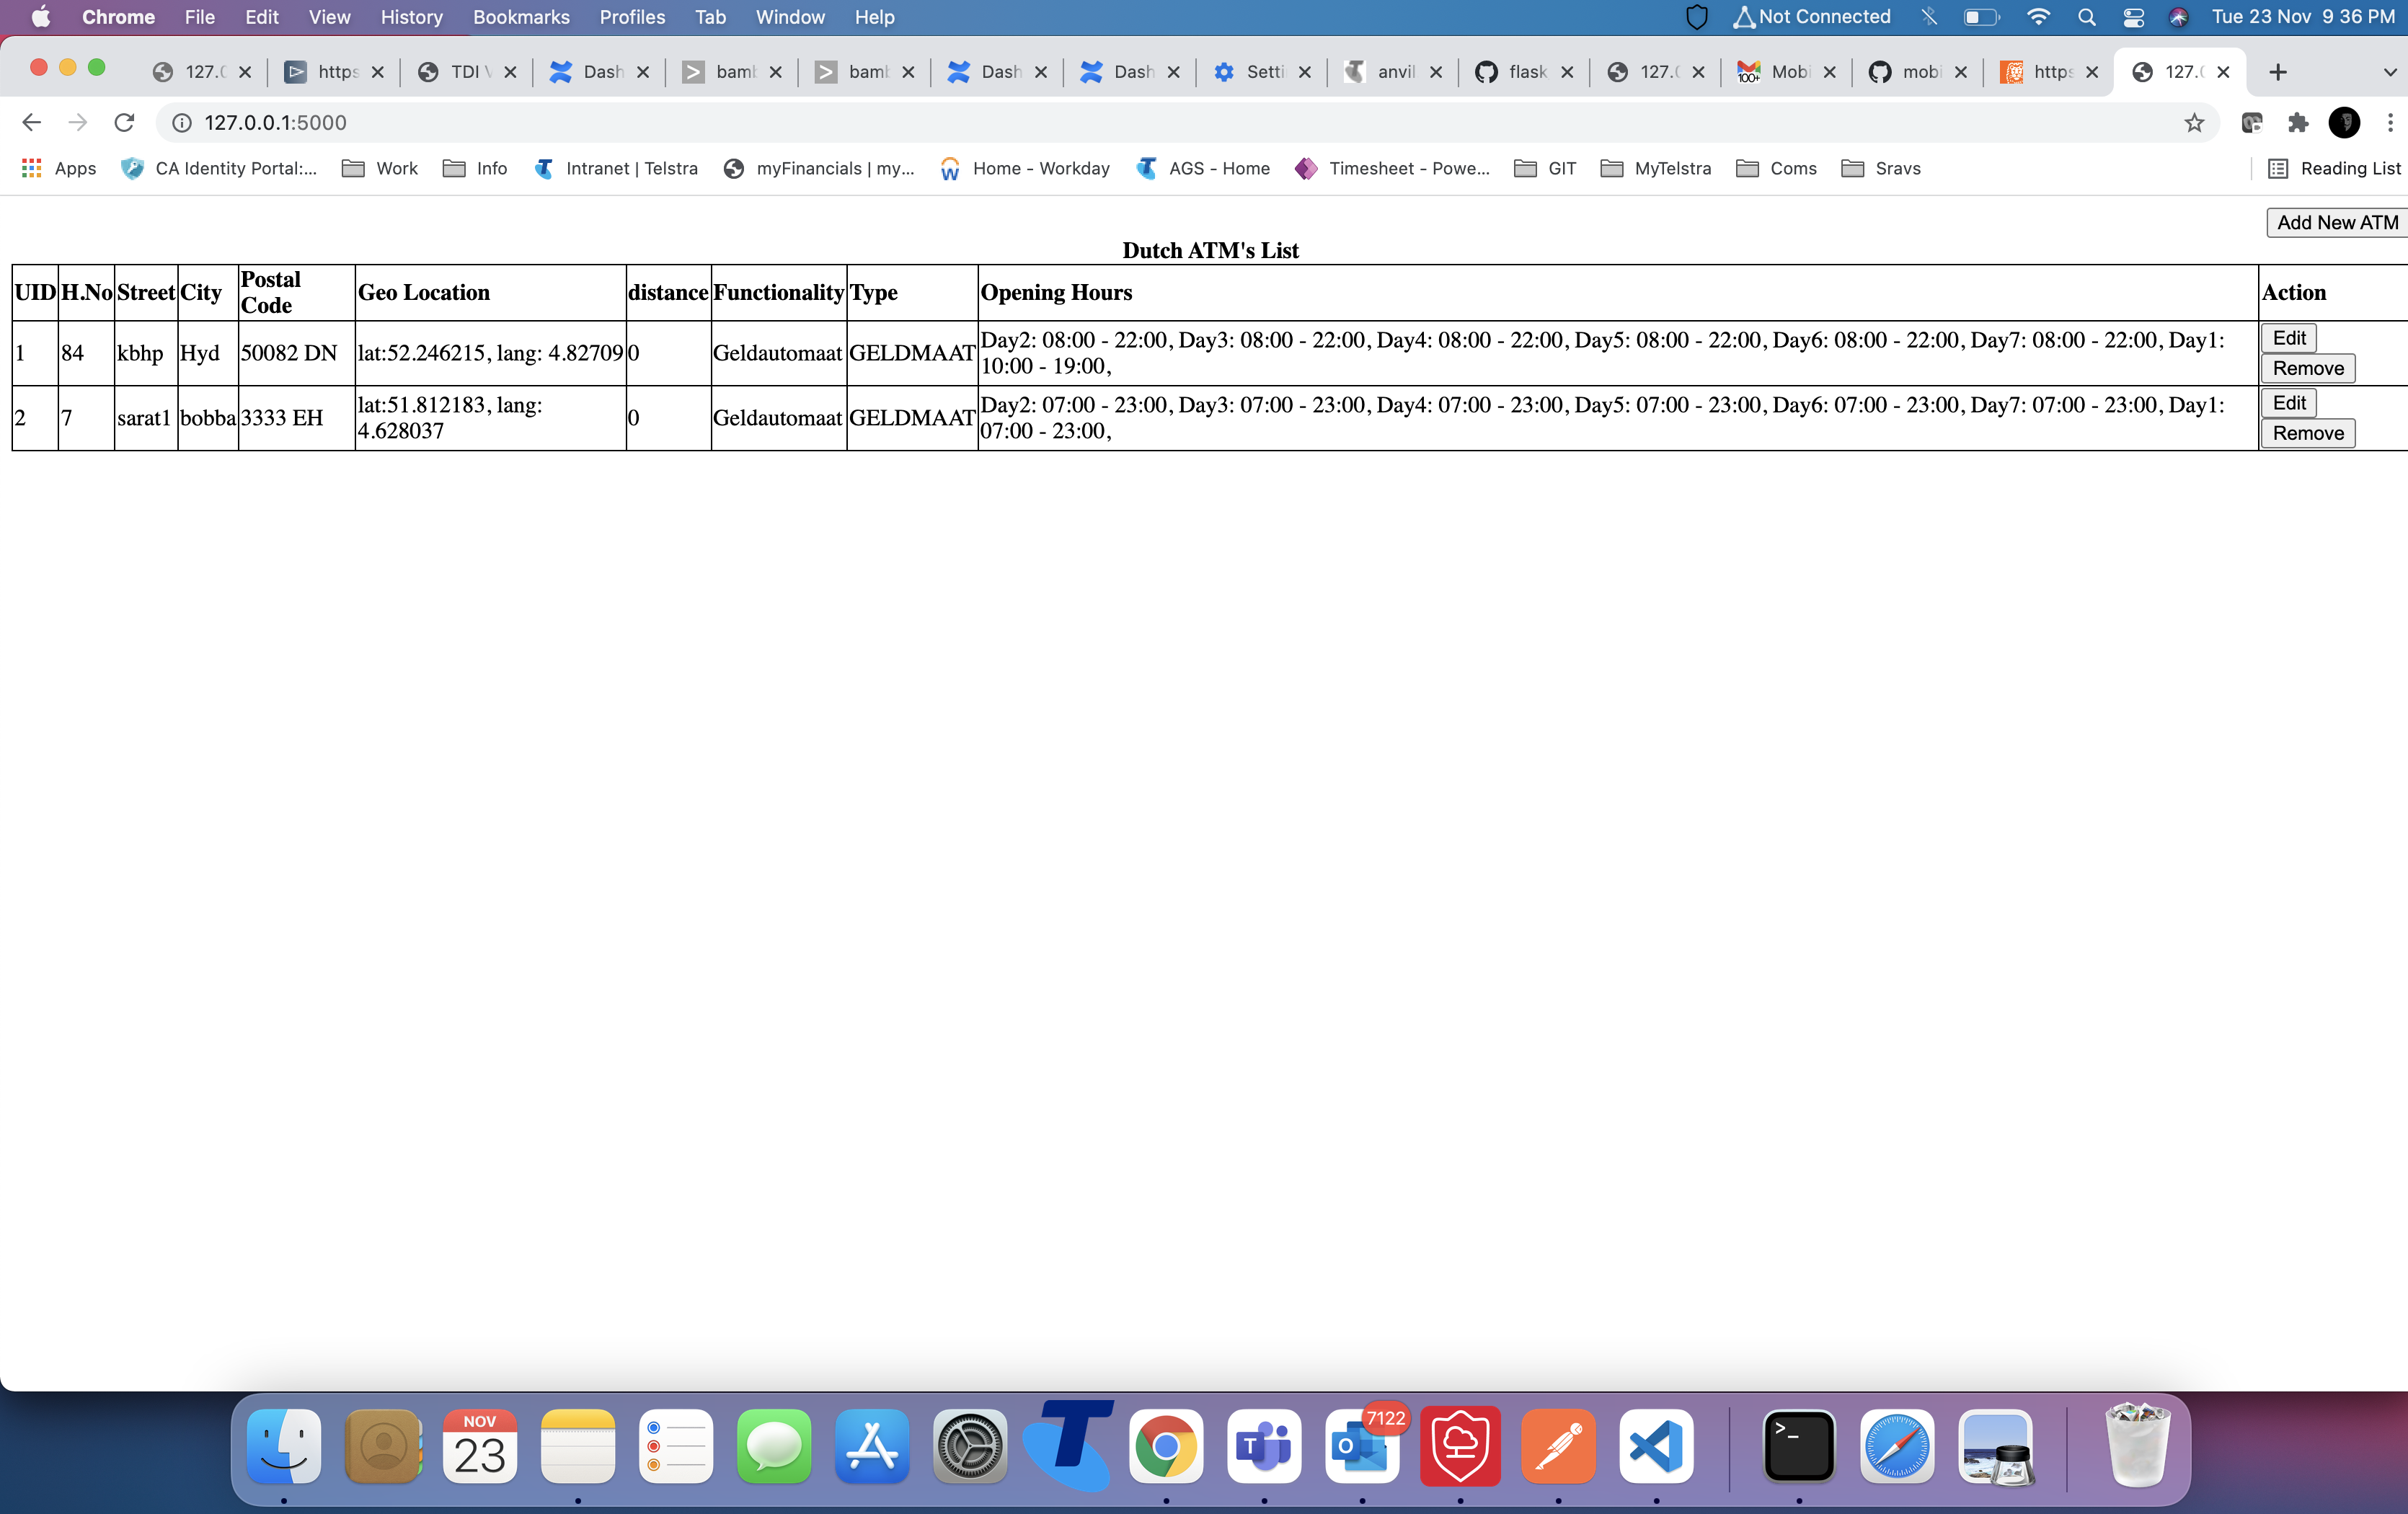 Chrome File Edit View History Bookmarks Profiles Tab Window Help Not Connected Tue 23 Nov 9 36 PM
127.0 https TDI Dash bamb bamb Dash Dash Setti anvil flask 127.0 100+ Mobi mobi https 127.0
127.0.0.1:5000
Apps CA Identity Portal:... Work Info Intranet | Telstra myFinancials | my... Home - Workday AGS - Home Timesheet - Powe... GIT MyTelstra Coms Sravs Reading List
Add New ATM
Dutch ATM's List
UID H.No Street City Postal Code Geo Location distance Functionality Type Opening Hours Action
1 84 kbhp Hyd 50082 DN lat:52.246215, lang: 4.82709 0 Geldautomaat GELDMAAT Day2: 08:00 - 22:00, Day3: 08:00 - 22:00, Day4: 08:00 - 22:00, Day5: 08:00 - 22:00, Day6: 08:00 - 22:00, Day7: 08:00 - 22:00, Day1: 10:00 - 19:00, Edit Remove
2 7 sarat1 bobba 3333 EH lat:51.812183, lang: 4.628037 0 Geldautomaat GELDMAAT Day2: 07:00 - 23:00, Day3: 07:00 - 23:00, Day4: 07:00 - 23:00, Day5: 07:00 - 23:00, Day6: 07:00 - 23:00, Day7: 07:00 - 23:00, Day1: 07:00 - 23:00, Edit Remove
NOV
23
7122